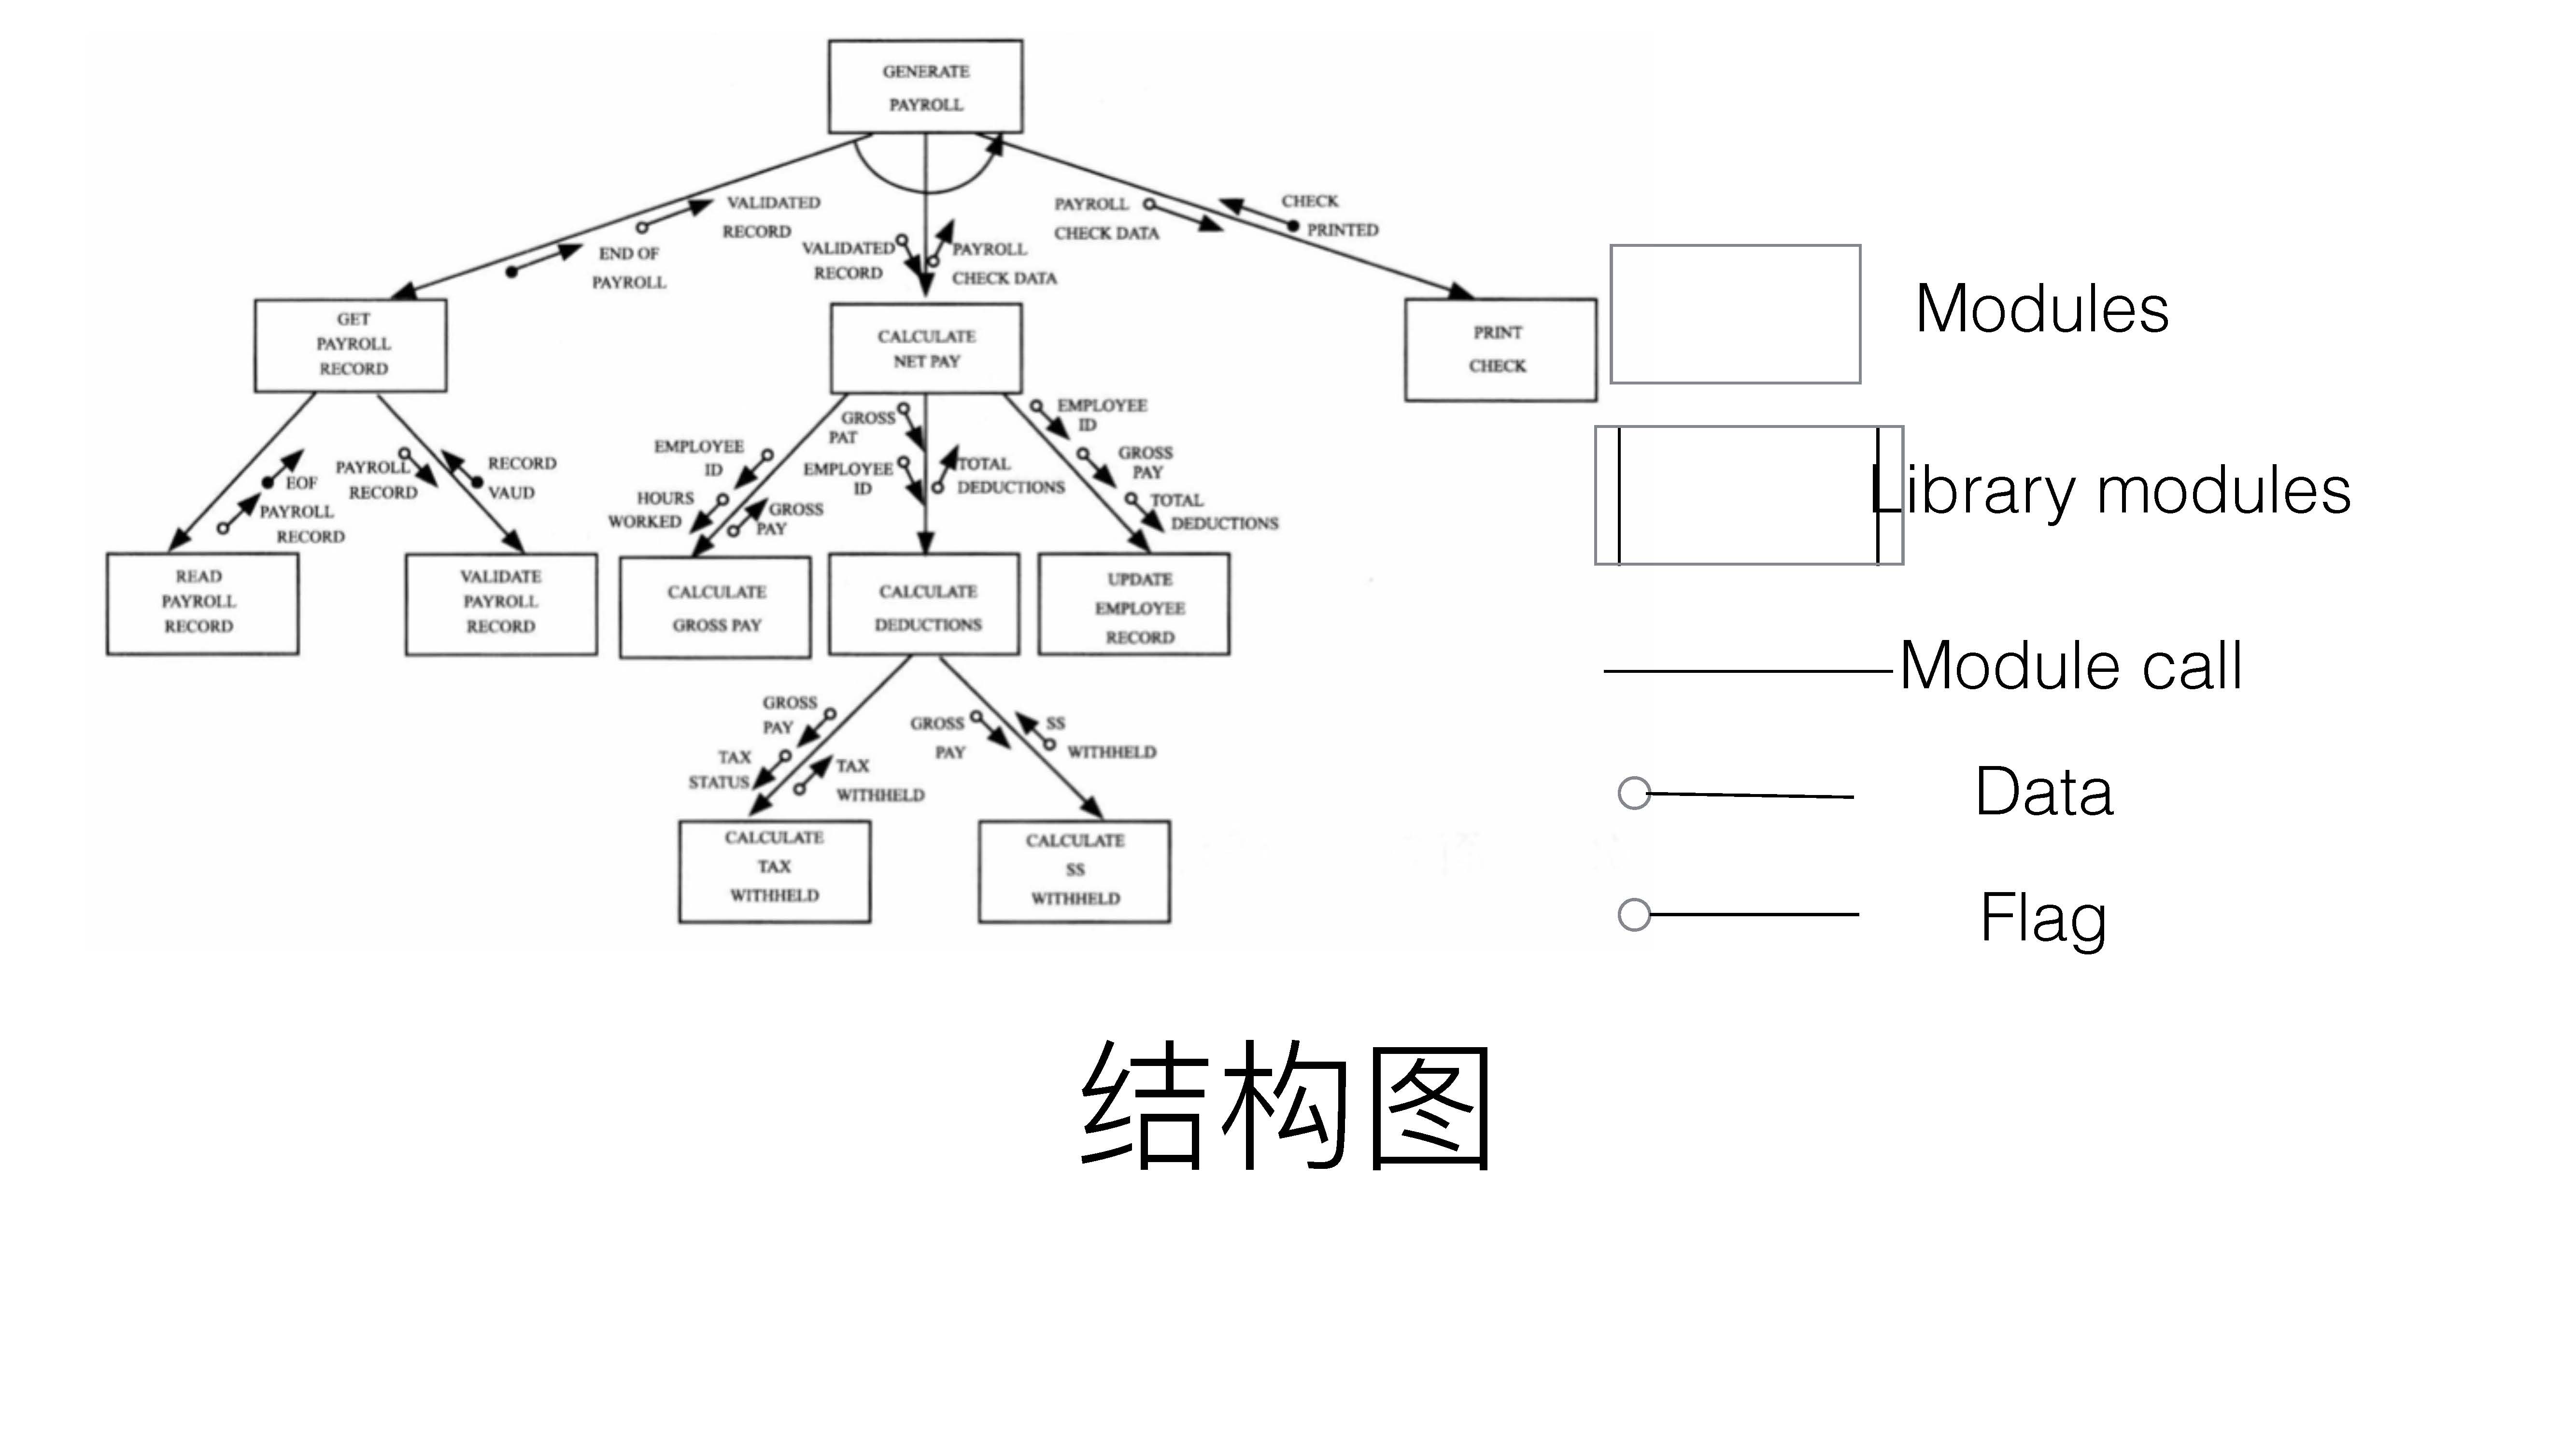 GENERATE
PAYROLL
VALIDATED
RECORD
END OF
PAYROLL
VALIDATED
RECORD
PAYROLL
CHECK DATA
PAYROLL
CHECK DATA
CHECK
PRINTED
GET
PAYROLL
RECORD
CALCULATE
NET PAY
PRINT
CHECK
EOF
PAYROLL
RECORD
PAYROLL
RECORD
RECORD
VAUD
EMPLOYEE
ID
HOURS
WORKED
GROSS
PAY
GROSS
PAT
EMPLOYEE
ID
TOTAL
DEDUCTIONS
EMPLOYEE
ID
GROSS
PAY
TOTAL
DEDUCTIONS
READ
PAYROLL
RECORD
VALIDATE
PAYROLL
RECORD
CALCULATE
GROSS PAY
CALCULATE
DEDUCTIONS
UPDATE
EMPLOYEE
RECORD
GROSS
PAY
TAX
STATUS
TAX
WITHHELD
GROSS
PAY
SS
WITHHELD
CALCULATE
TAX
WITHHELD
CALCULATE
SS
WITHHELD
Modules
Library modules
Module call
Data
Flag
结构图